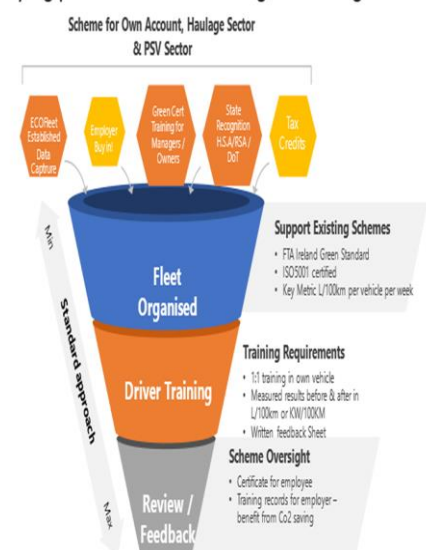 Scheme for Own Account, Haulage Sector
& PSV Sector
ECOFleet
Established
Data
Capture
Employer
Buy in!
Green Cert
Training for
Managers /
Owners
State
Recognition
H.S.A/RSA /
DoT
Tax
Credits
Min
Standard approach
Max
Fleet
Organised
Support Existing Schemes
• FTA Ireland Green Standard
• ISO5001 certified
• Key Metric L/100km per vehicle per week
Driver Training
Training Requirements
• 1:1 training in own vehicle
• Measured results before & after in
L/100km or KW/100KM
• Written feedback Sheet
Review /
Feedback
Scheme Oversight
• Certificate for employee
• Training records for employer –
benefit from Co2 saving